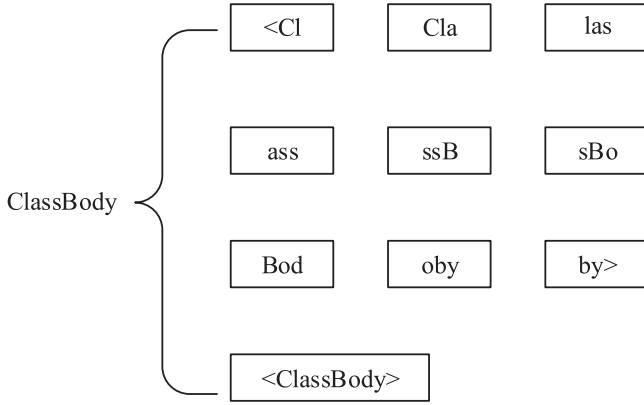 <Cl Cla las
ass ssB sBo
ClassBody
Bod oby by>
<ClassBody>